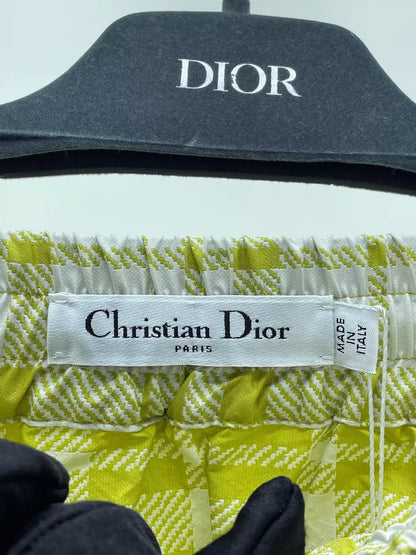 DIOR
Christian Dior
PARIS
MADE
IN
ITALY